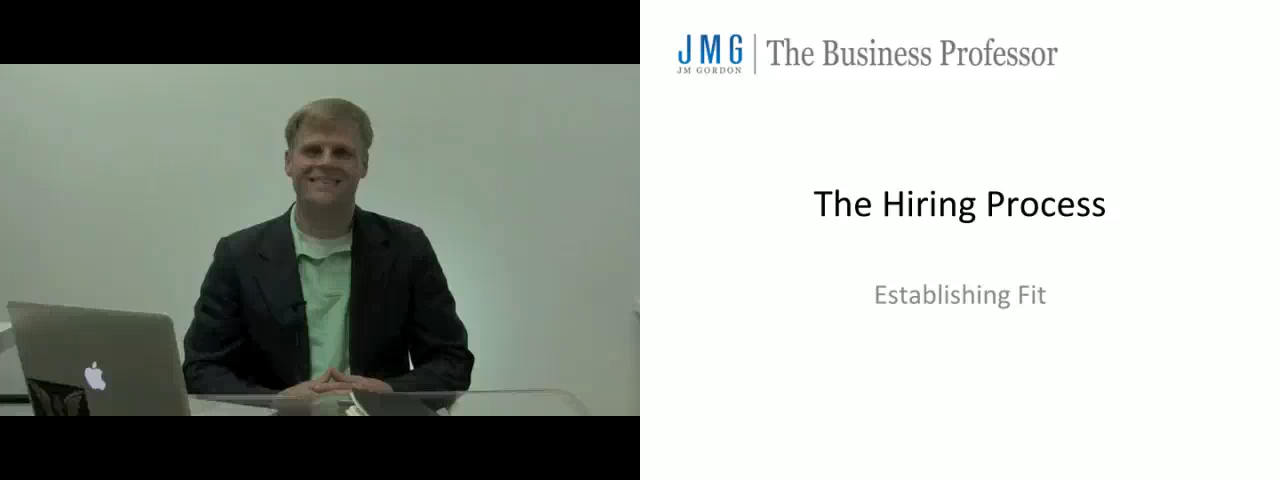 JMG
JM GORDON
The Business Professor
The Hiring Process
Establishing Fit